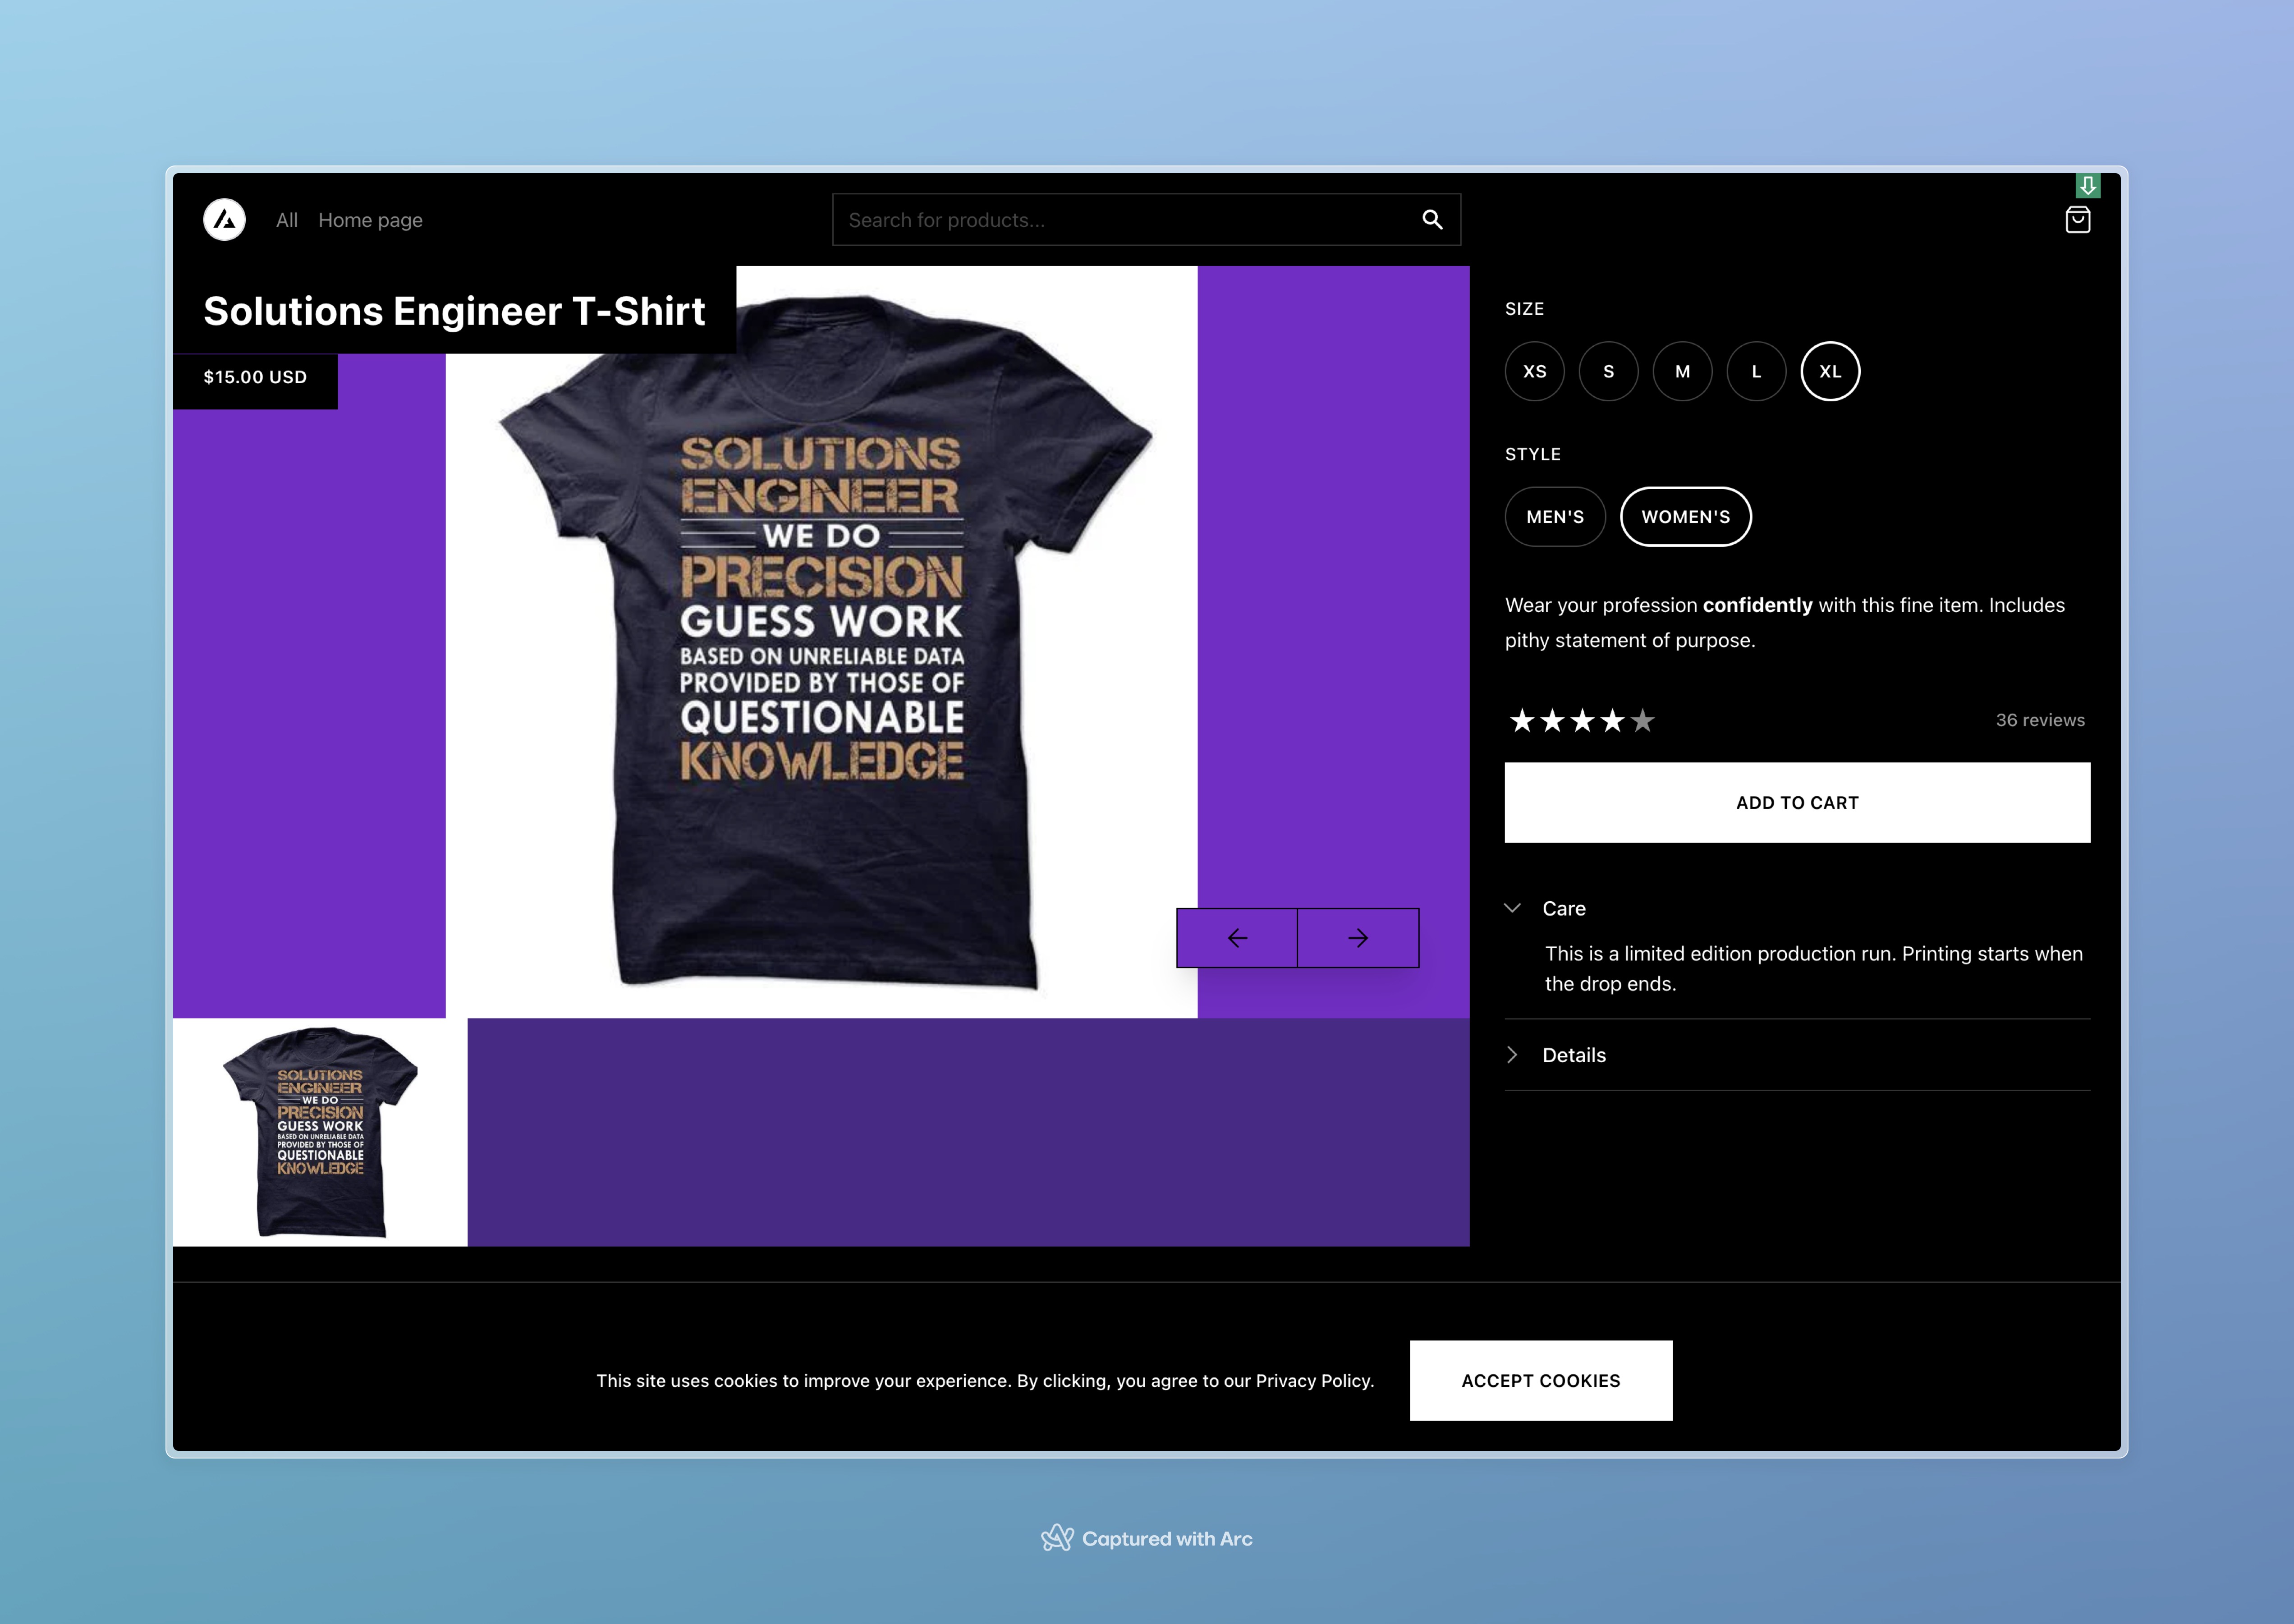 All Home page
Search for products...
Solutions Engineer T-Shirt
$15.00 USD
SOLUTIONS
ENGINEER
WE DO
PRECISION
GUESS WORK
BASED ON UNRELIABLE DATA
PROVIDED BY THOSE OF
QUESTIONABLE
KNOWLEDGE
SOLUTIONS
ENGINEER
WE DO
PRECISION
GUESS WORK
BASED ON UNRELIABLE DATA
PROVIDED BY THOSE OF
QUESTIONABLE
KNOWLEDGE
SIZE
XS S M L XL
STYLE
MEN'S WOMEN'S
Wear your profession confidently with this fine item. Includes
pithy statement of purpose.
36 reviews
ADD TO CART
Care
This is a limited edition production run. Printing starts when
the drop ends.
Details
This site uses cookies to improve your experience. By clicking, you agree to our Privacy Policy.
ACCEPT COOKIES
Captured with Arc